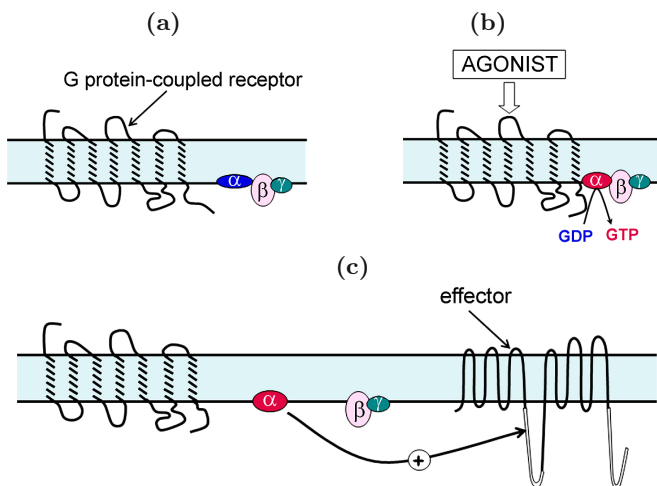 (a)
G protein-coupled receptor
α
β
γ
(b)
AGONIST
α
β
γ
GDP
GTP
(c)
effector
α
β
γ
+